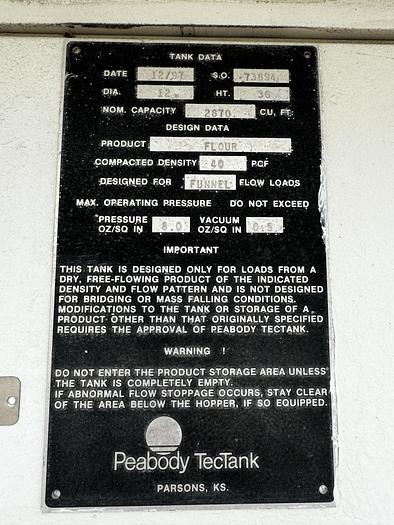 TANK DATA
DATE 12/97 S.O. 73894
DIA. 12 HT. 36
NOM. CAPACITY 2870 CU. FT.
DESIGN DATA
PRODUCT FLOUR
COMPACTED DENSITY 40 PCF
DESIGNED FOR FUNNEL FLOW LOADS
MAX. OPERATING PRESSURE DO NOT EXCEED
PRESSURE OZ/SQ IN 8.0 VACUUM OZ/SQ IN 0.5
IMPORTANT
THIS TANK IS DESIGNED ONLY FOR LOADS FROM A
DRY, FREE-FLOWING PRODUCT OF THE INDICATED
DENSITY AND FLOW PATTERN AND IS NOT DESIGNED
FOR BRIDGING OR MASS FALLING CONDITIONS.
MODIFICATIONS TO THE TANK OR STORAGE OF A
PRODUCT OTHER THAN THAT ORIGINALLY SPECIFIED
REQUIRES THE APPROVAL OF PEABODY TECTANK.
WARNING !
DO NOT ENTER THE PRODUCT STORAGE AREA UNLESS
THE TANK IS COMPLETELY EMPTY.
IF ABNORMAL FLOW STOPPAGE OCCURS, STAY CLEAR
OF THE AREA BELOW THE HOPPER, IF SO EQUIPPED.
Peabody TecTank
PARSONS, KS.